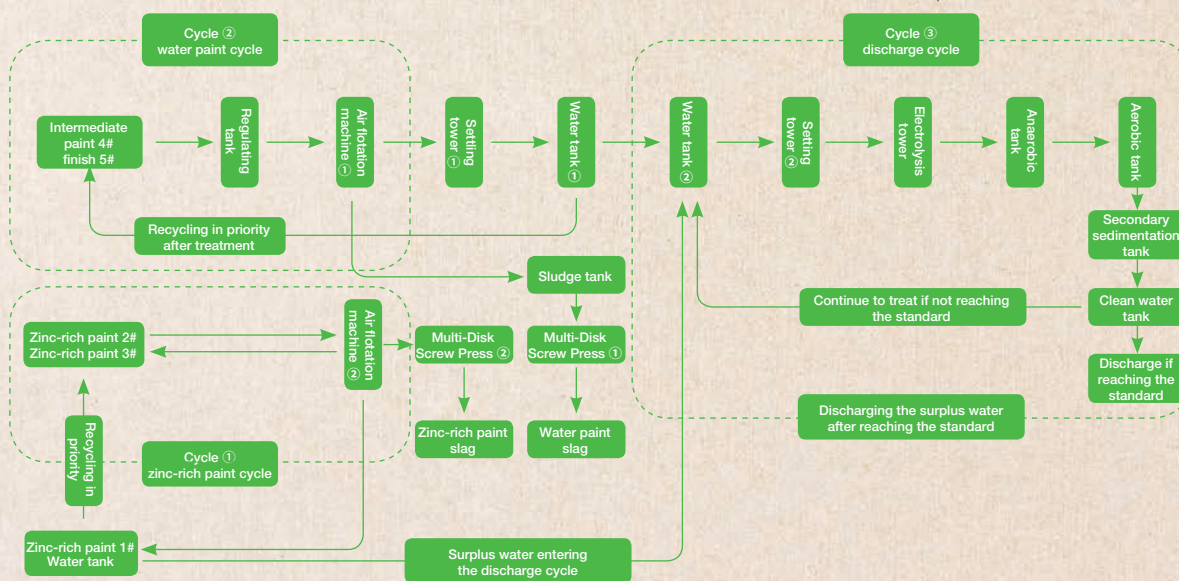 Cycle ②
water paint cycle
Cycle ③
discharge cycle
Intermediate
paint 4#
finish 5#
Regulating
tank
Air flotation
machine ①
Settling
tower ①
Water tank ①
Water tank
②
Settling
tower ②
Electrolysis
tower
Anaerobic
tank
Aerobic tank
Recycling in priority
after treatment
Secondary
sedimentation
tank
Sludge tank
Continue to treat if not reaching
the standard
Clean water
tank
Zinc-rich paint 2#
Zinc-rich paint 3#
Air flotation
machine ②
Multi-Disk
Screw Press ②
Multi-Disk
Screw Press ①
Discharge if
reaching the
standard
Discharging the surplus water
after reaching the standard
Recycling in
priority
Cycle ①
zinc-rich paint cycle
Zinc-rich paint
slag
Water paint
slag
Zinc-rich paint 1#
Water tank
Surplus water entering
the discharge cycle